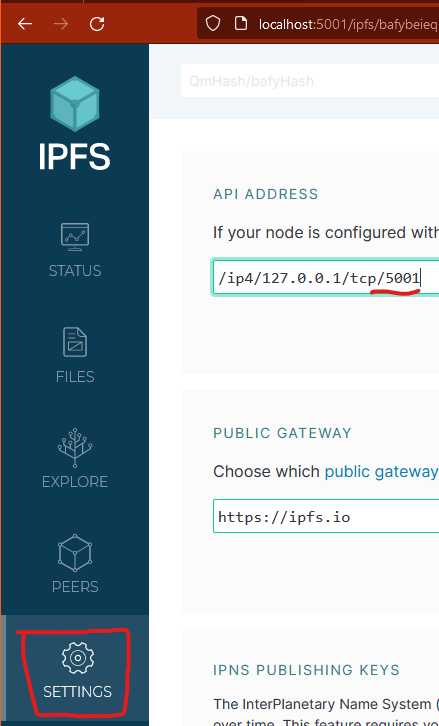 localhost:5001/ipfs/bafybeieq
QmHash/bafyHash
IPFS
STATUS
FILES
EXPLORE
PEERS
SETTINGS
API ADDRESS
If your node is configured with
/ip4/127.0.0.1/tcp/5001
PUBLIC GATEWAY
Choose which public gateway
https://ipfs.io
IPNS PUBLISHING KEYS
The InterPlanetary Name System (
over time. This feature requires yo